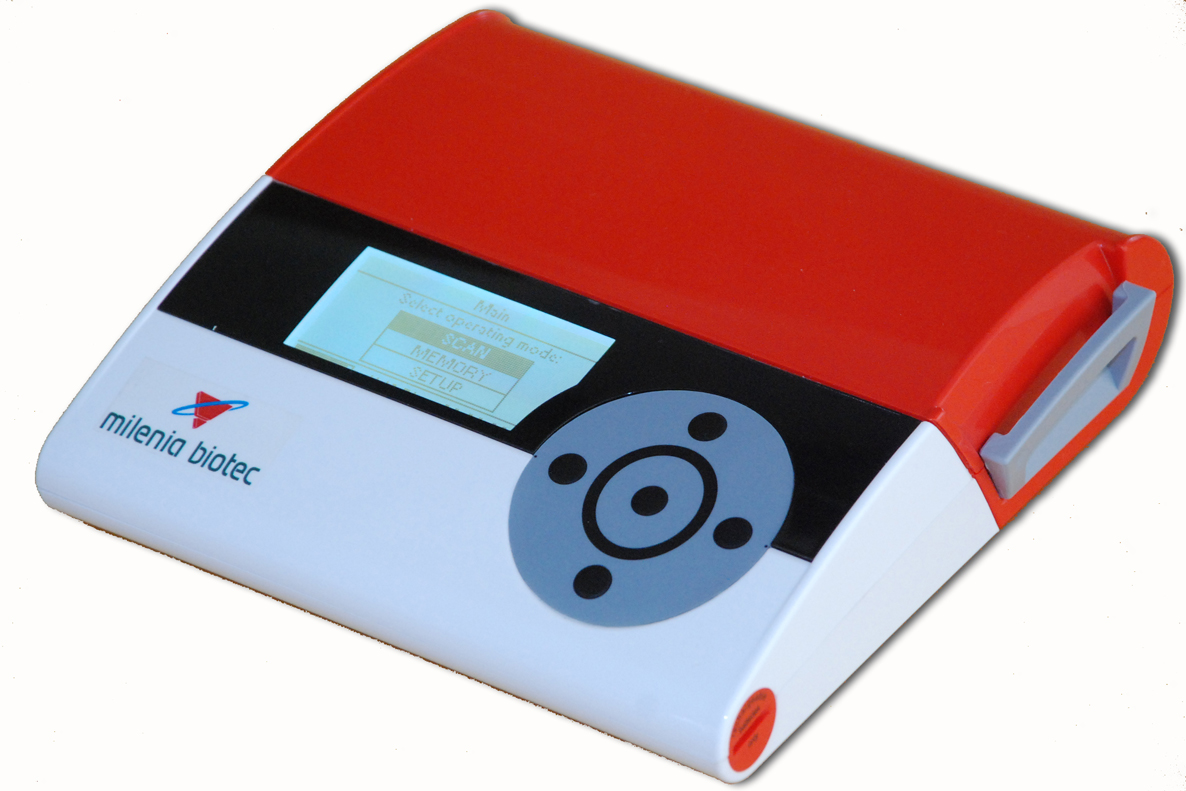 Main
Select operating mode:
SCAN
MEMORY
SETUP
milenia biotec